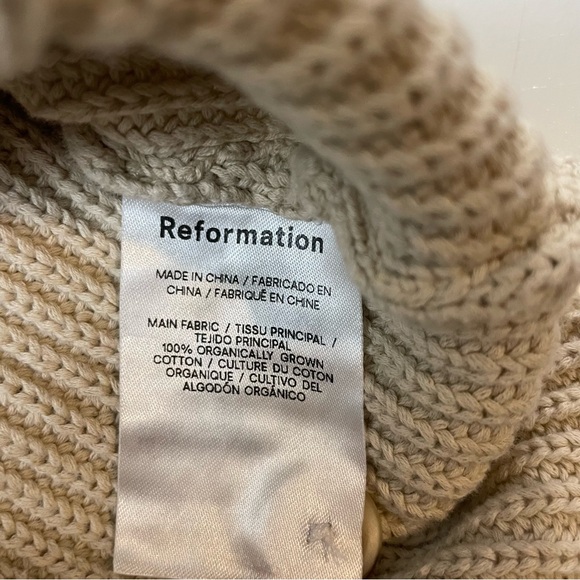 Reformation
MADE IN CHINA / FABRICADO EN
CHINA / FABRIQUÉ EN CHINE
MAIN FABRIC / TISSU PRINCIPAL /
TEJIDO PRINCIPAL
100% ORGANICALLY GROWN
COTTON / CULTURE DU COTON
ORGANIQUE / CULTIVO DEL
ALGODÓN ORGÁNICO